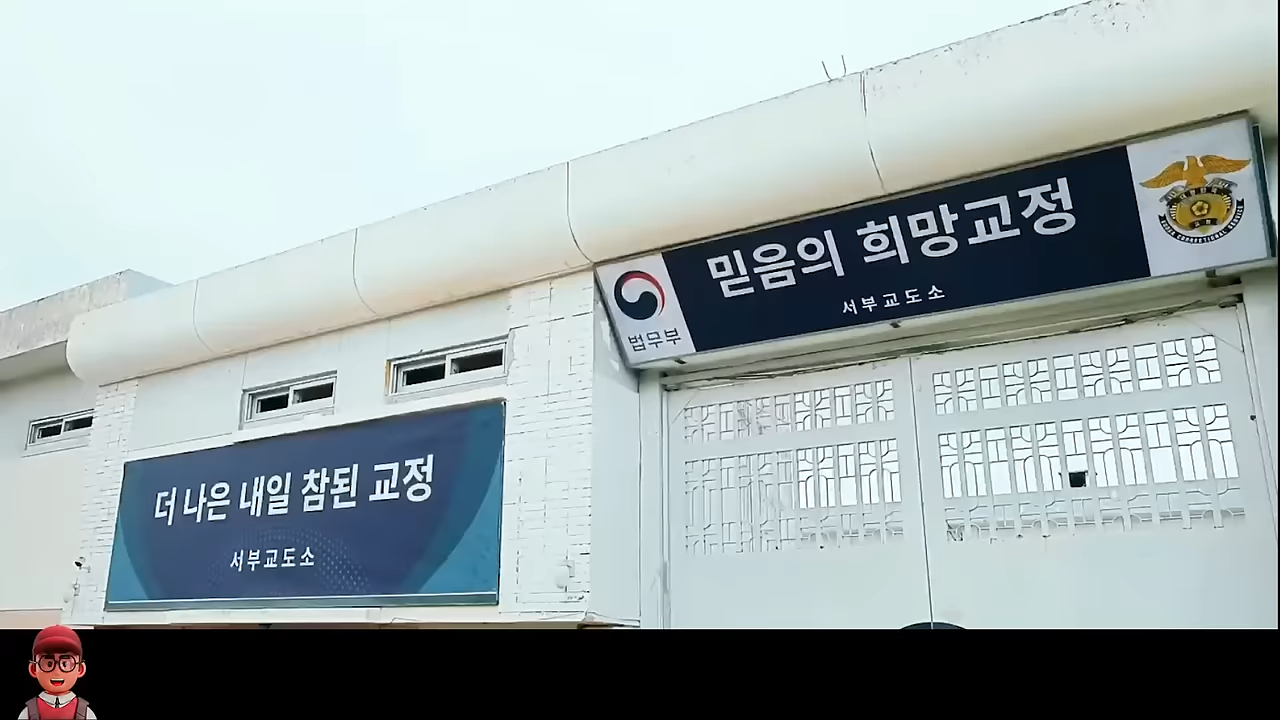 믿음의 희망교정
서부교도소
법무부
더 나은 내일 참된 교정
서부교도소